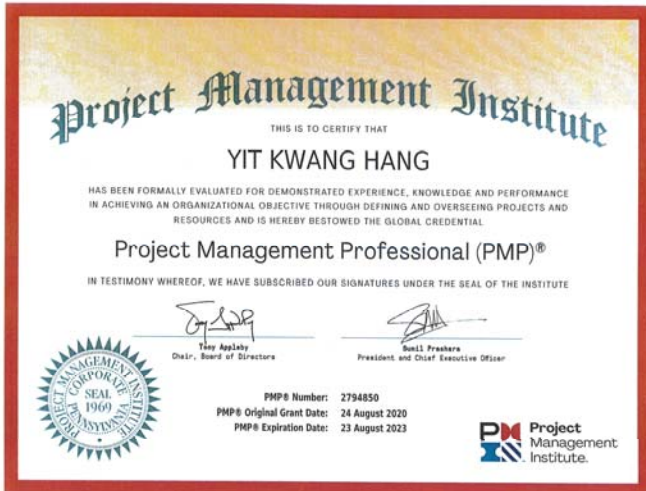 Project Management Institute
THIS IS TO CERTIFY THAT
YIT KWANG HANG
HAS BEEN FORMALLY EVALUATED FOR DEMONSTRATED EXPERIENCE, KNOWLEDGE AND PERFORMANCE
IN ACHIEVING AN ORGANIZATIONAL OBJECTIVE THROUGH DEFINING AND OVERSEEING PROJECTS AND
RESOURCES AND IS HEREBY BESTOWED THE GLOBAL CREDENTIAL
Project Management Professional (PMP)®
IN TESTIMONY WHEREOF, WE HAVE SUBSCRIBED OUR SIGNATURES UNDER THE SEAL OF THE INSTITUTE
Tony Appleby
Chair, Board of Directors
Sunil Prashara
President and Chief Executive Officer
PROJECT MANAGEMENT INSTITUTE
CORPORATE
SEAL
1969
PENNSYLVANIA
PMP® Number: 2794850
PMP® Original Grant Date: 24 August 2020
PMP® Expiration Date: 23 August 2023
Project
Management
Institute.